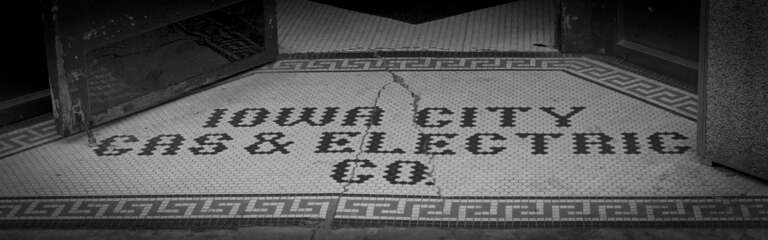 IOWA CITY
GAS & ELECTRIC
CO.